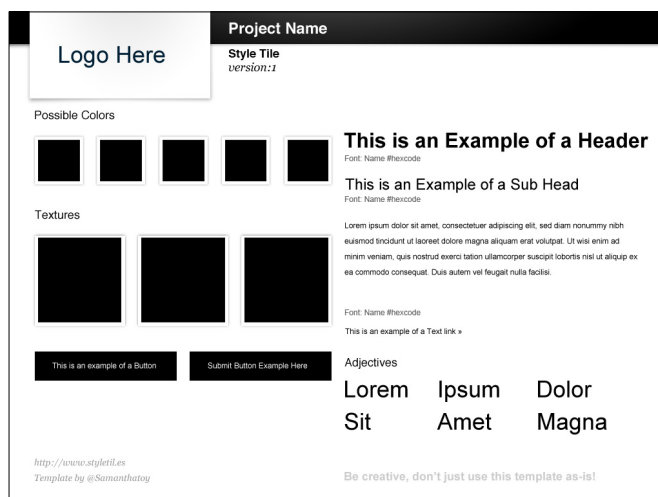 Project Name
Logo Here
Style Tile
version:1
Possible Colors
Textures
This is an example of a Button
Submit Button Example Here
http://www.styletil.es
Template by @Samanthatoy
This is an Example of a Header
Font: Name #hexcode
This is an Example of a Sub Head
Font: Name #hexcode
Lorem ipsum dolor sit amet, consectetuer adipiscing elit, sed diam nonummy nibh
euismod tincidunt ut laoreet dolore magna aliquam erat volutpat. Ut wisi enim ad
minim veniam, quis nostrud exerci tation ullamcorper suscipit lobortis nisl ut aliquip ex
ea commodo consequat. Duis autem vel feugait nulla facilisi.
Font: Name #hexcode
This is an example of a Text link »
Adjectives
Lorem Ipsum Dolor
Sit Amet Magna
Be creative, don't just use this template as-is!